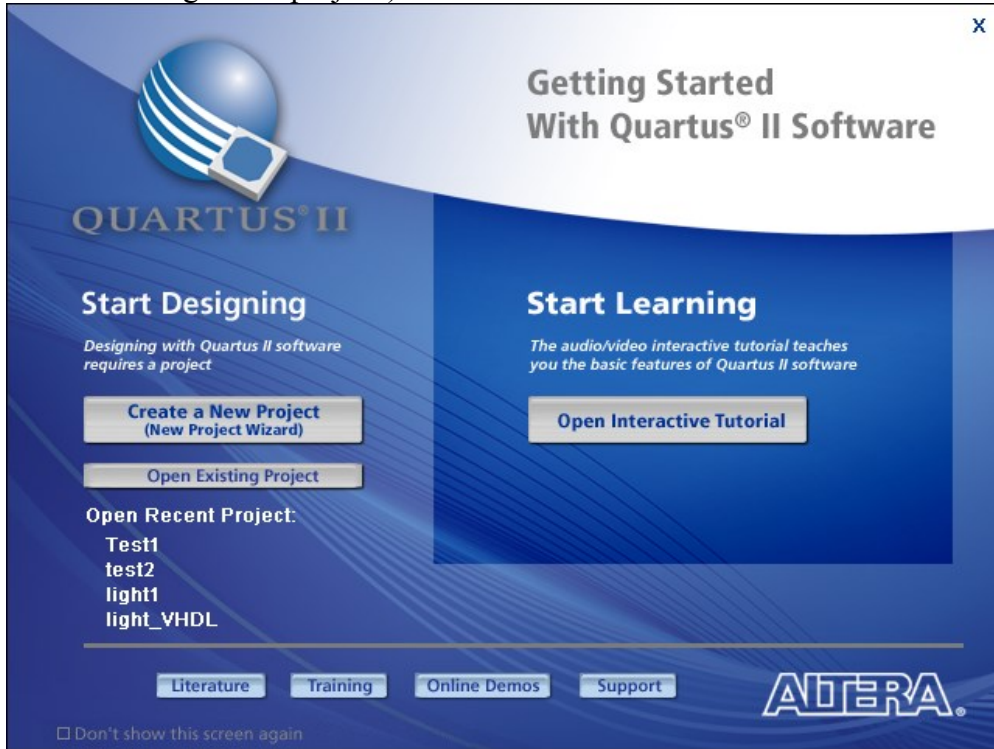 X
Getting Started
With Quartus® II Software
QUARTUS® II
Start Designing
Designing with Quartus II software
requires a project
Create a New Project
(New Project Wizard)
Open Existing Project
Open Recent Project:
Test1
test2
light1
light_VHDL
Start Learning
The audio/video interactive tutorial teaches
you the basic features of Quartus II software
Open Interactive Tutorial
Literature
Training
Online Demos
Support
ALTERA®
Don't show this screen again